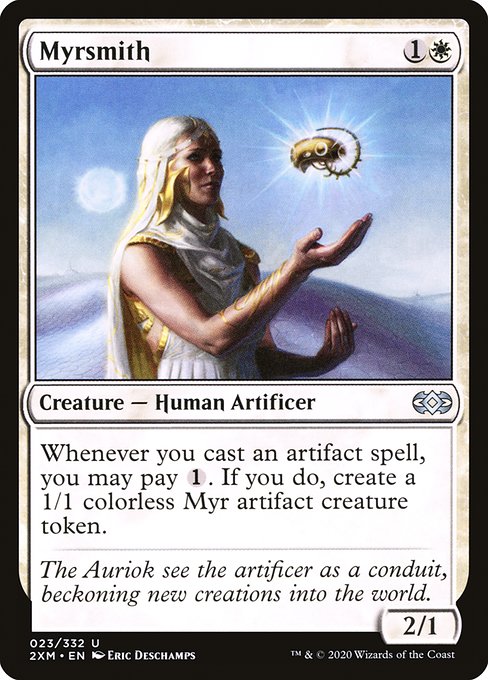 Myrsmith 1
Creature — Human Artificer
Whenever you cast an artifact spell,
you may pay 1. If you do, create a
1/1 colorless Myr artifact creature
token.
The Auriok see the artificer as a conduit,
beckoning new creations into the world.
2/1
023/332 U
2XM • EN Eric Deschamps
™ & © 2020 Wizards of the Coast